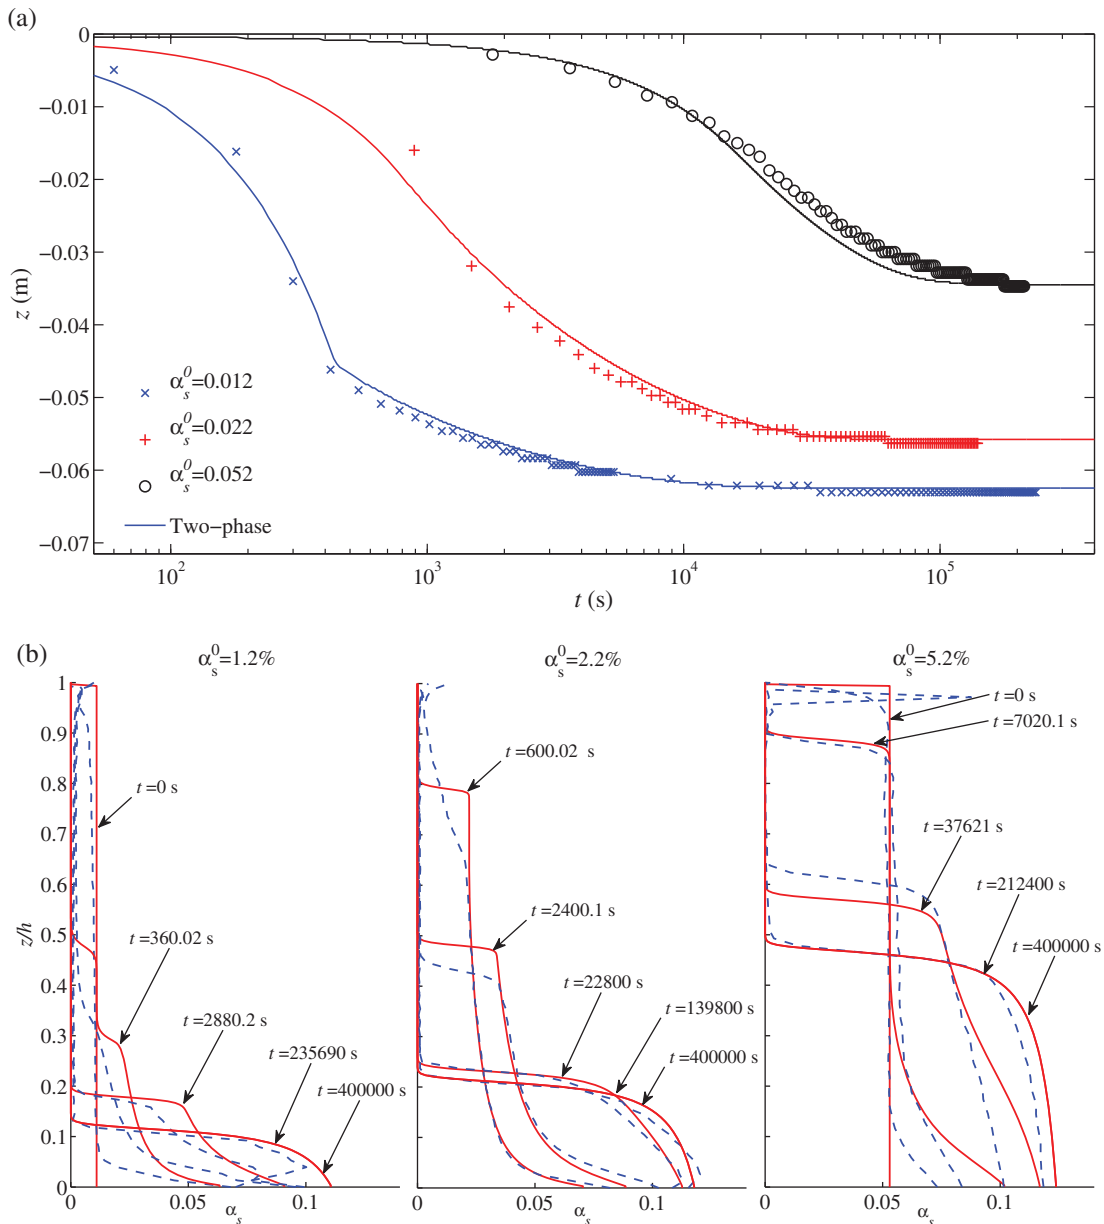 (a)
0
−0.01
−0.02
−0.03
−0.04
−0.05
−0.06
−0.07
z (m)
α_s^0=0.012
α_s^0=0.022
α_s^0=0.052
Two−phase
10^2
10^3
10^4
10^5
t (s)
(b)
α_s^0=1.2%
α_s^0=2.2%
α_s^0=5.2%
1
0.9
0.8
0.7
0.6
0.5
0.4
0.3
0.2
0.1
0
z/h
t =0 s
t =360.02 s
t =2880.2 s
t =235690 s
t =400000 s
t =600.02 s
t =2400.1 s
t =22800 s
t =139800 s
t =400000 s
t =0 s
t =7020.1 s
t =37621 s
t =212400 s
t =400000 s
0 0.05 0.1
0 0.05 0.1
0 0.05 0.1
α_s
α_s
α_s